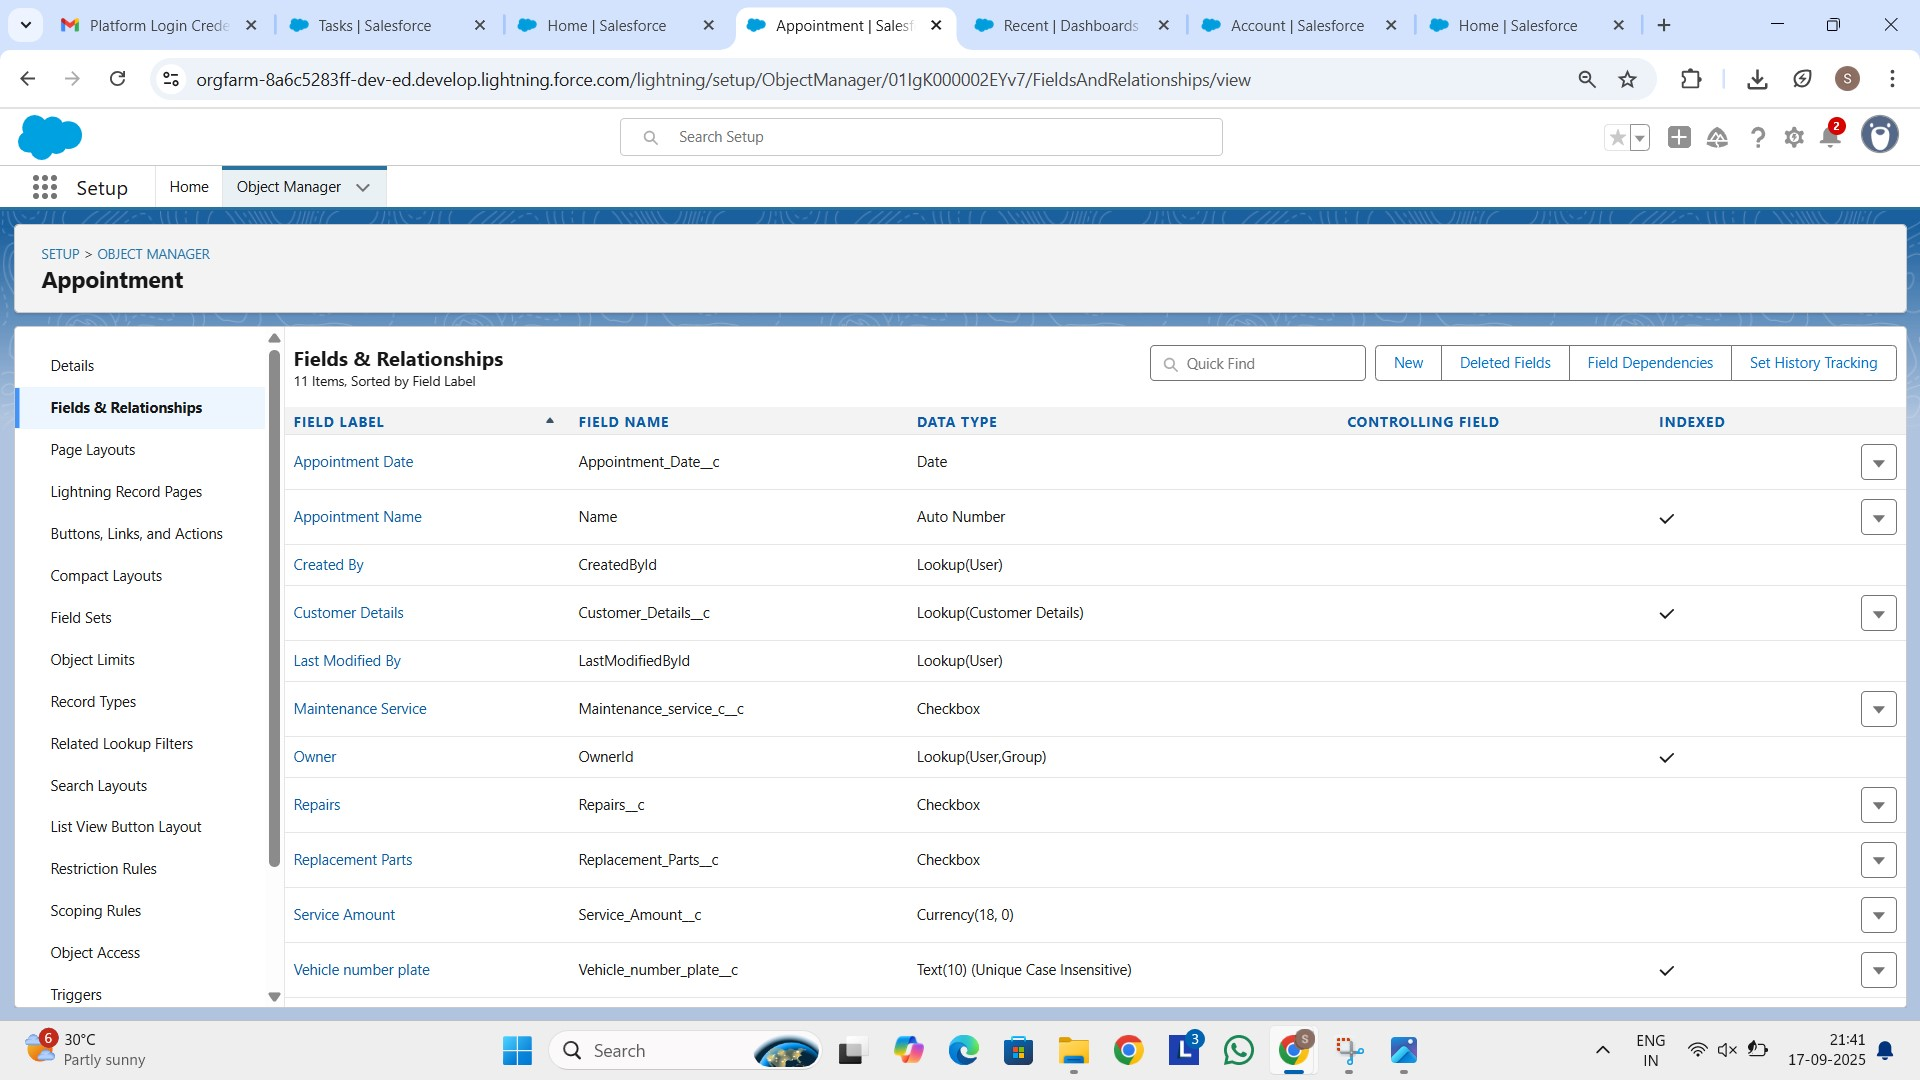 Platform Login Crede
Tasks | Salesforce
Home | Salesforce
Appointment | Salesf
Recent | Dashboards
Account | Salesforce
Home | Salesforce
orgfarm-8a6c5283ff-dev-ed.develop.lightning.force.com/lightning/setup/ObjectManager/01IgK000002EYv7/FieldsAndRelationships/view
S
Search Setup
2
Setup
Home
Object Manager
SETUP > OBJECT MANAGER
Appointment
Details
Fields & Relationships
Page Layouts
Lightning Record Pages
Buttons, Links, and Actions
Compact Layouts
Field Sets
Object Limits
Record Types
Related Lookup Filters
Search Layouts
List View Button Layout
Restriction Rules
Scoping Rules
Object Access
Triggers
Fields & Relationships
11 Items, Sorted by Field Label
Quick Find
New
Deleted Fields
Field Dependencies
Set History Tracking
FIELD LABEL FIELD NAME DATA TYPE CONTROLLING FIELD INDEXED
Appointment Date Appointment_Date__c Date
Appointment Name Name Auto Number
Created By CreatedById Lookup(User)
Customer Details Customer_Details__c Lookup(Customer Details)
Last Modified By LastModifiedById Lookup(User)
Maintenance Service Maintenance_service_c__c Checkbox
Owner OwnerId Lookup(User,Group)
Repairs Repairs__c Checkbox
Replacement Parts Replacement_Parts__c Checkbox
Service Amount Service_Amount__c Currency(18, 0)
Vehicle number plate Vehicle_number_plate__c Text(10) (Unique Case Insensitive)
6
30°C
Partly sunny
Search
L
3
S
ENG
IN
21:41
17-09-2025